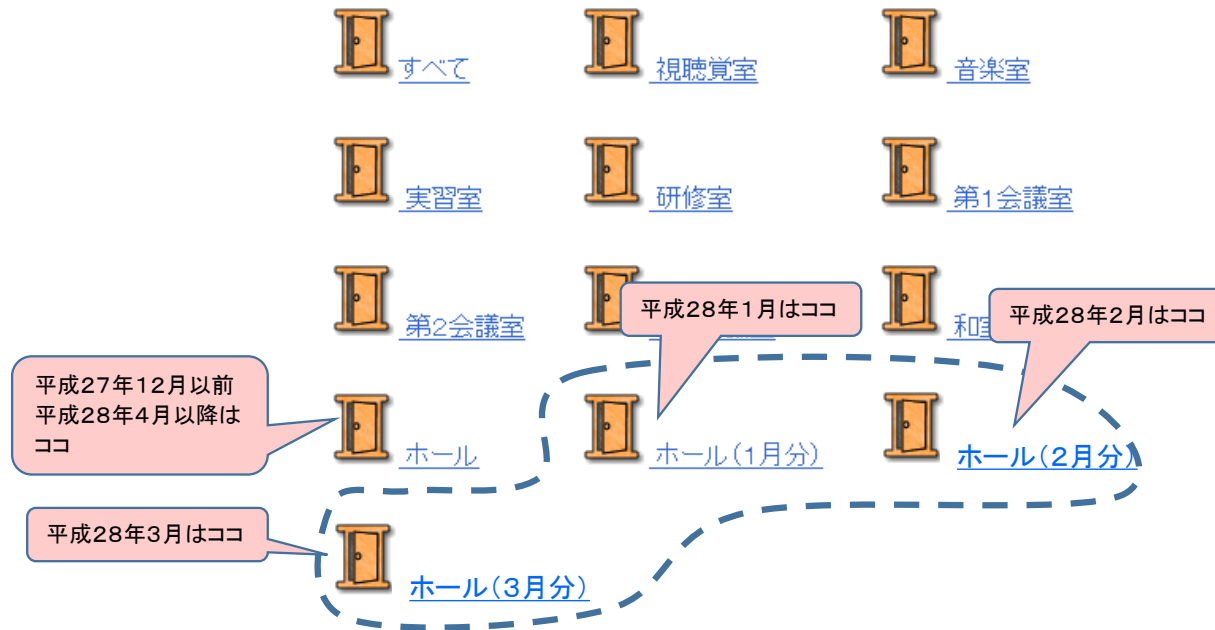 すべて
視聴覚室
音楽室
実習室
研修室
第1会議室
第2会議室
平成28年1月はココ
和室
平成28年2月はココ
平成27年12月以前
平成28年4月以降は
ココ
ホール
ホール(1月分)
ホール(2月分)
平成28年3月はココ
ホール(3月分)